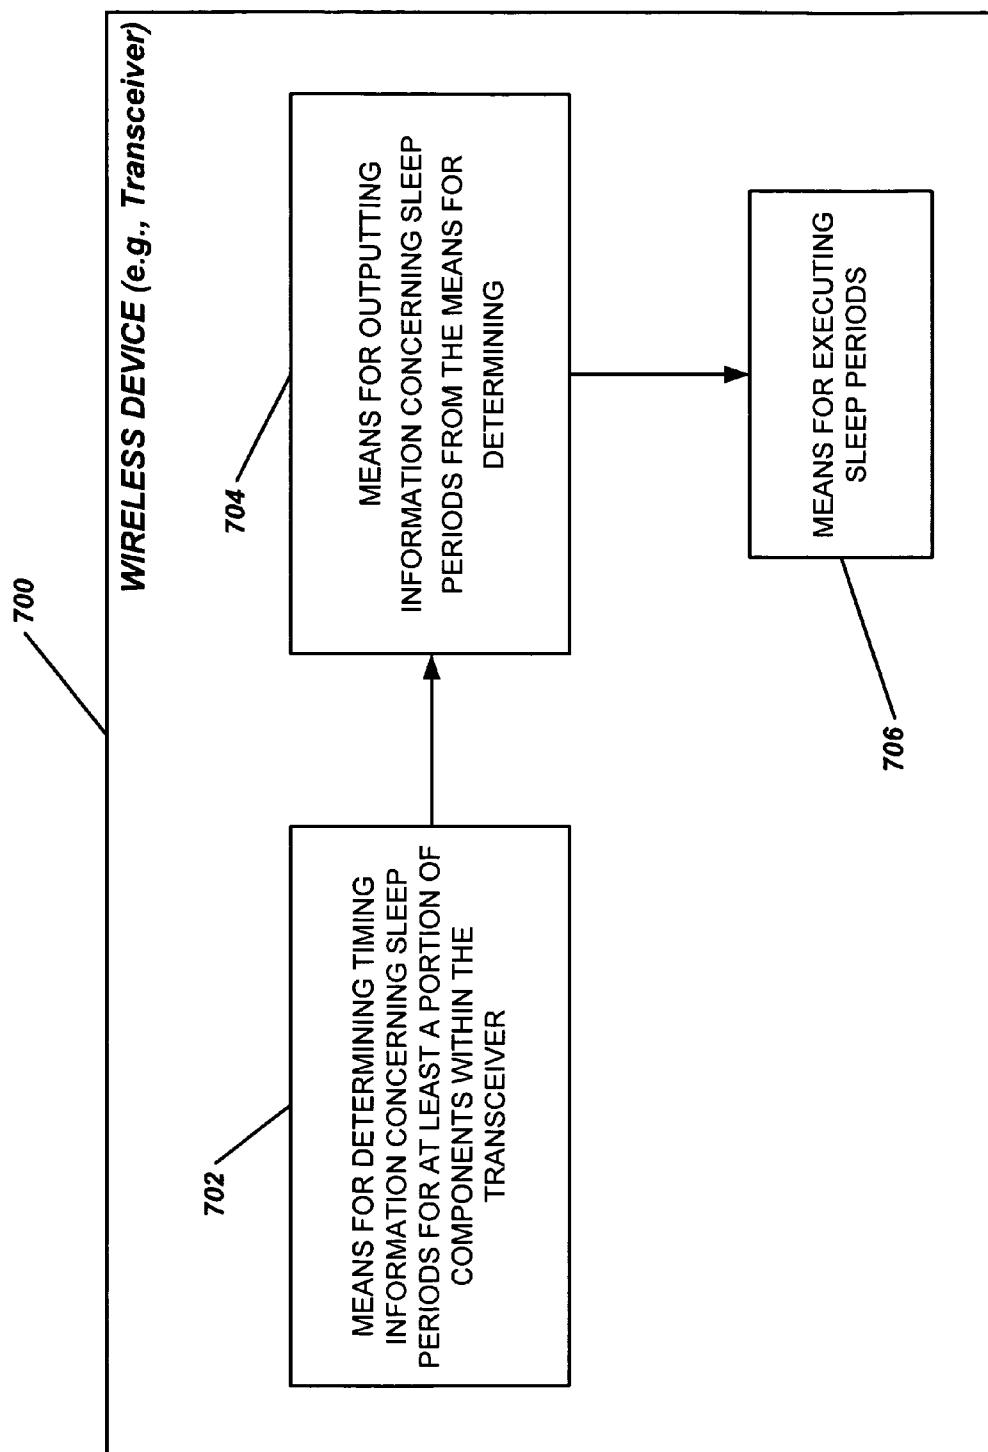 700
WIRELESS DEVICE (e.g., Transceiver)
702
MEANS FOR DETERMINING TIMING
INFORMATION CONCERNING SLEEP
PERIODS FOR AT LEAST A PORTION OF
COMPONENTS WITHIN THE
TRANSCEIVER
704
MEANS FOR OUTPUTTING
INFORMATION CONCERNING SLEEP
PERIODS FROM THE MEANS FOR
DETERMINING
706
MEANS FOR EXECUTING
SLEEP PERIODS